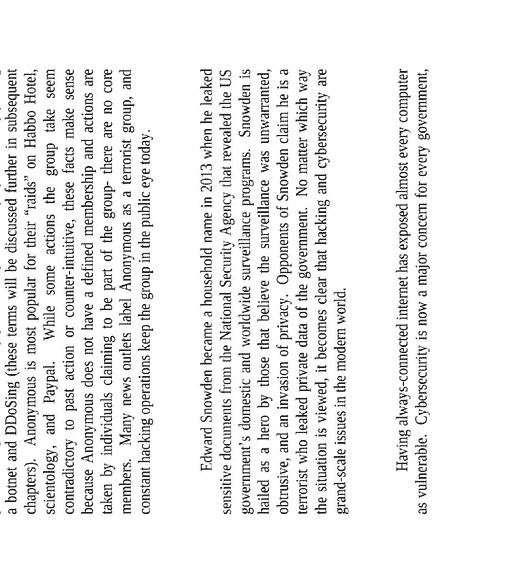 a botnet and DDoSing (these terms will be discussed further in subsequent
chapters). Anonymous is most popular for their “raids” on Habbo Hotel,
scientology, and Paypal. While some actions the group take seem
contradictory to past action or counter-intuitive, these facts make sense
because Anonymous does not have a defined membership and actions are
taken by individuals claiming to be part of the group- there are no core
members. Many news outlets label Anonymous as a terrorist group, and
constant hacking operations keep the group in the public eye today.
Edward Snowden became a household name in 2013 when he leaked
sensitive documents from the National Security Agency that revealed the US
government’s domestic and worldwide surveillance programs. Snowden is
hailed as a hero by those that believe the surveillance was unwarranted,
obtrusive, and an invasion of privacy. Opponents of Snowden claim he is a
terrorist who leaked private data of the government. No matter which way
the situation is viewed, it becomes clear that hacking and cybersecurity are
grand-scale issues in the modern world.
Having always-connected internet has exposed almost every computer
as vulnerable. Cybersecurity is now a major concern for every government,